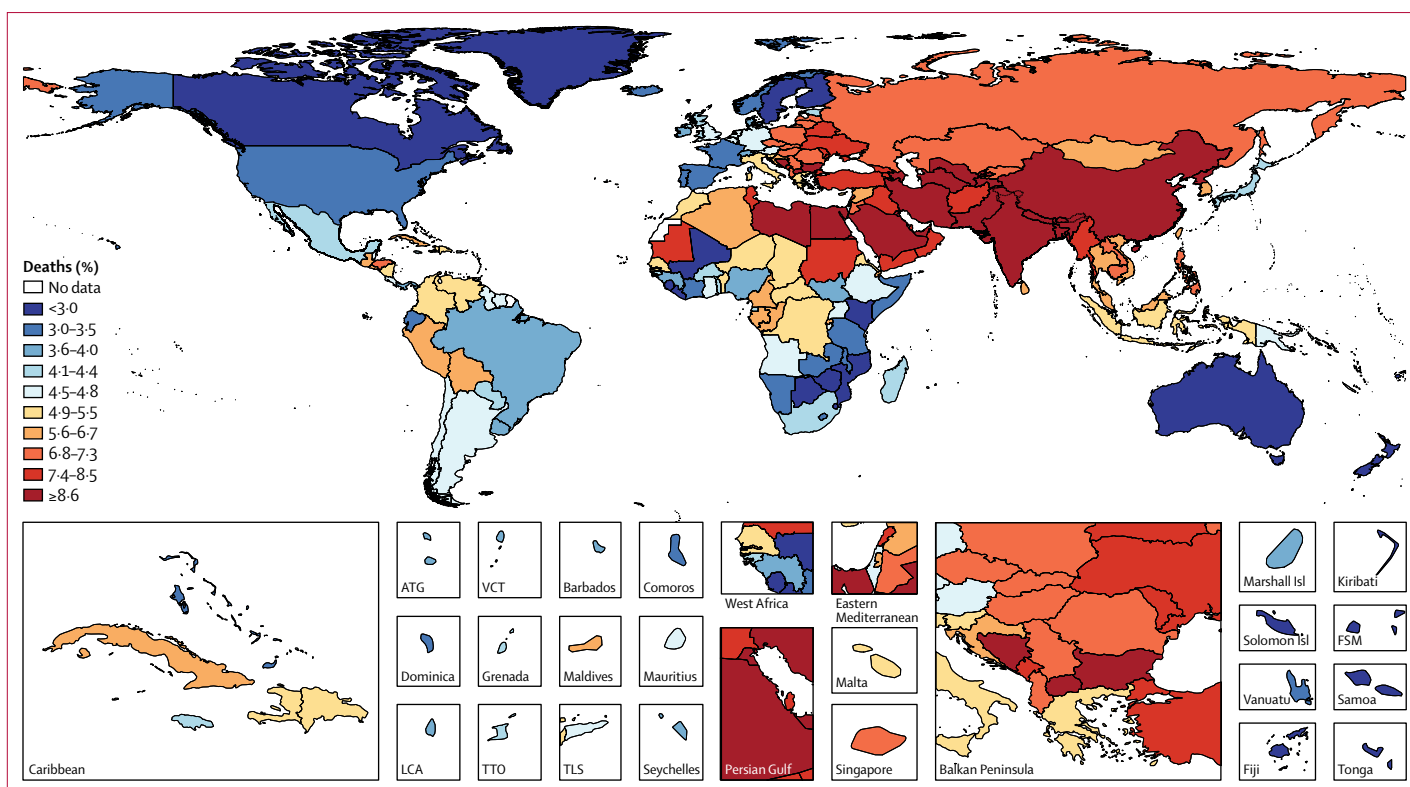 Deaths (%)
No data
<3·0
3·0–3·5
3·6–4·0
4·1–4·4
4·5–4·8
4·9–5·5
5·6–6·7
6·8–7·3
7·4–8·5
≥8·6
Caribbean
ATG
VCT
Barbados
Comoros
Dominica
Grenada
Maldives
Mauritius
LCA
TTO
TLS
Seychelles
West Africa
Eastern
Mediterranean
Persian Gulf
Malta
Singapore
Balkan Peninsula
Marshall Isl
Kiribati
Solomon Isl
FSM
Vanuatu
Samoa
Fiji
Tonga